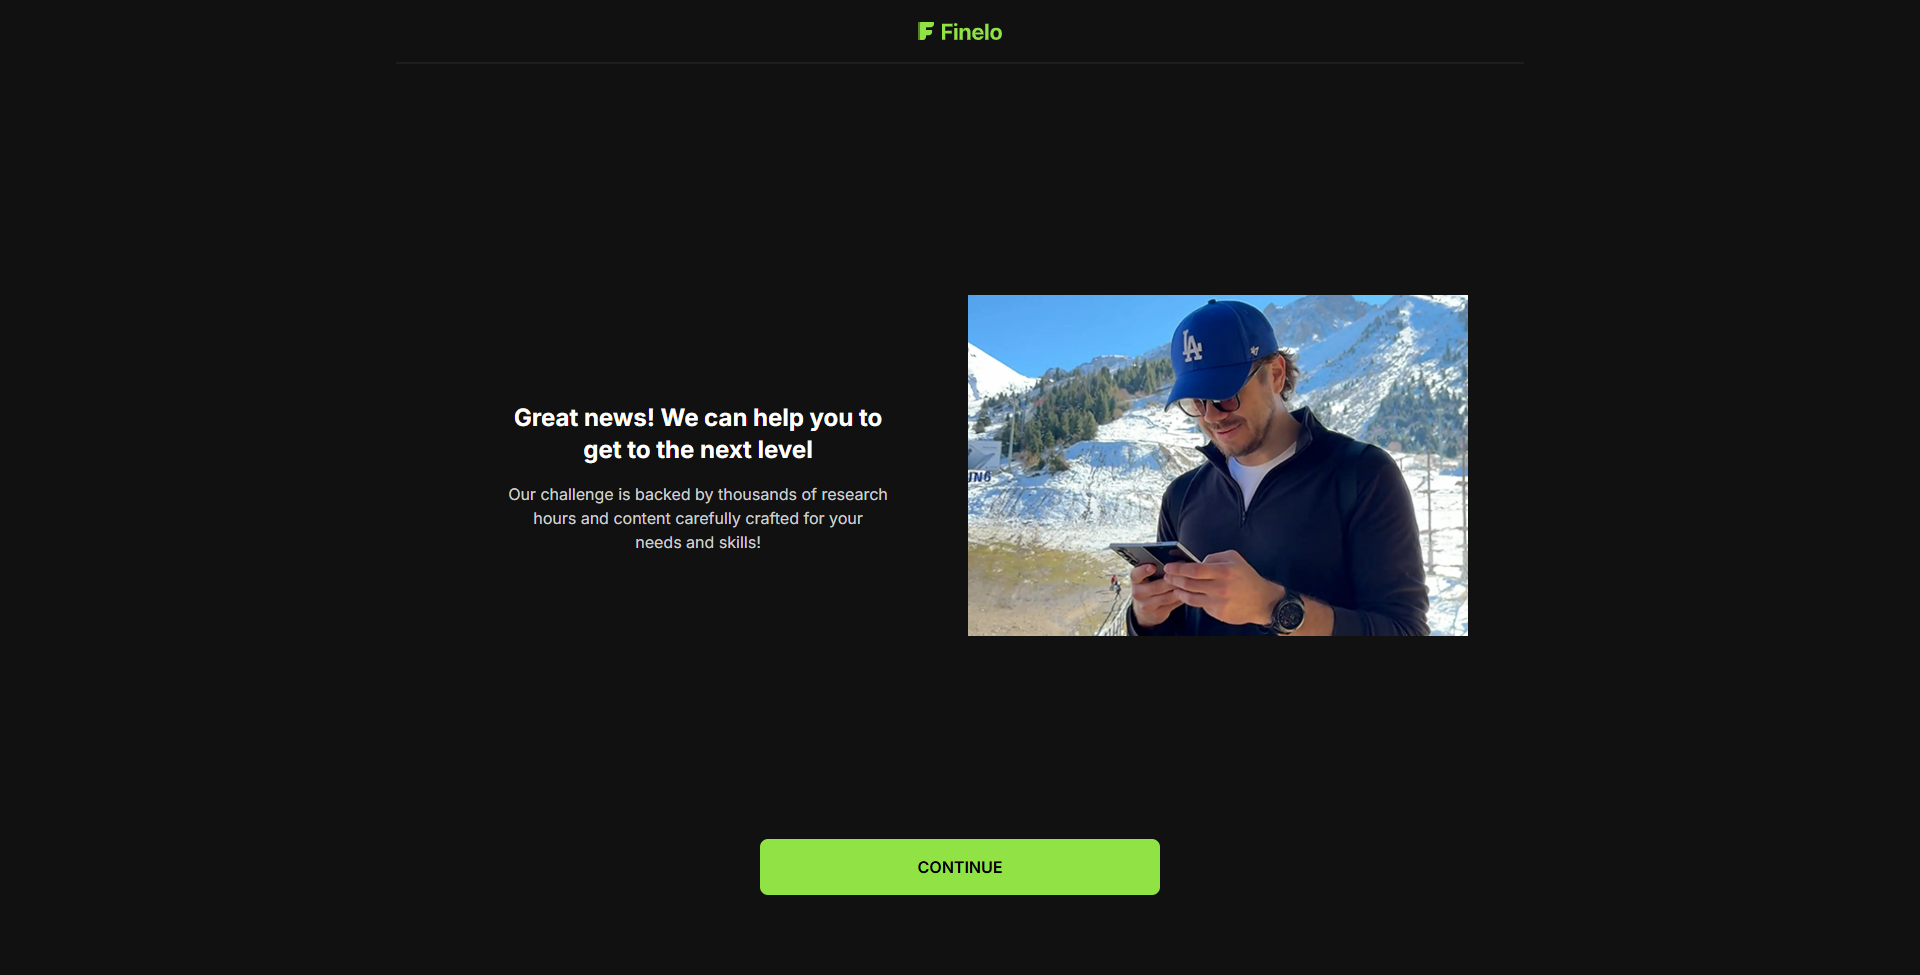 Finelo
Great news! We can help you to
get to the next level
Our challenge is backed by thousands of research
hours and content carefully crafted for your
needs and skills!
LA
CONTINUE